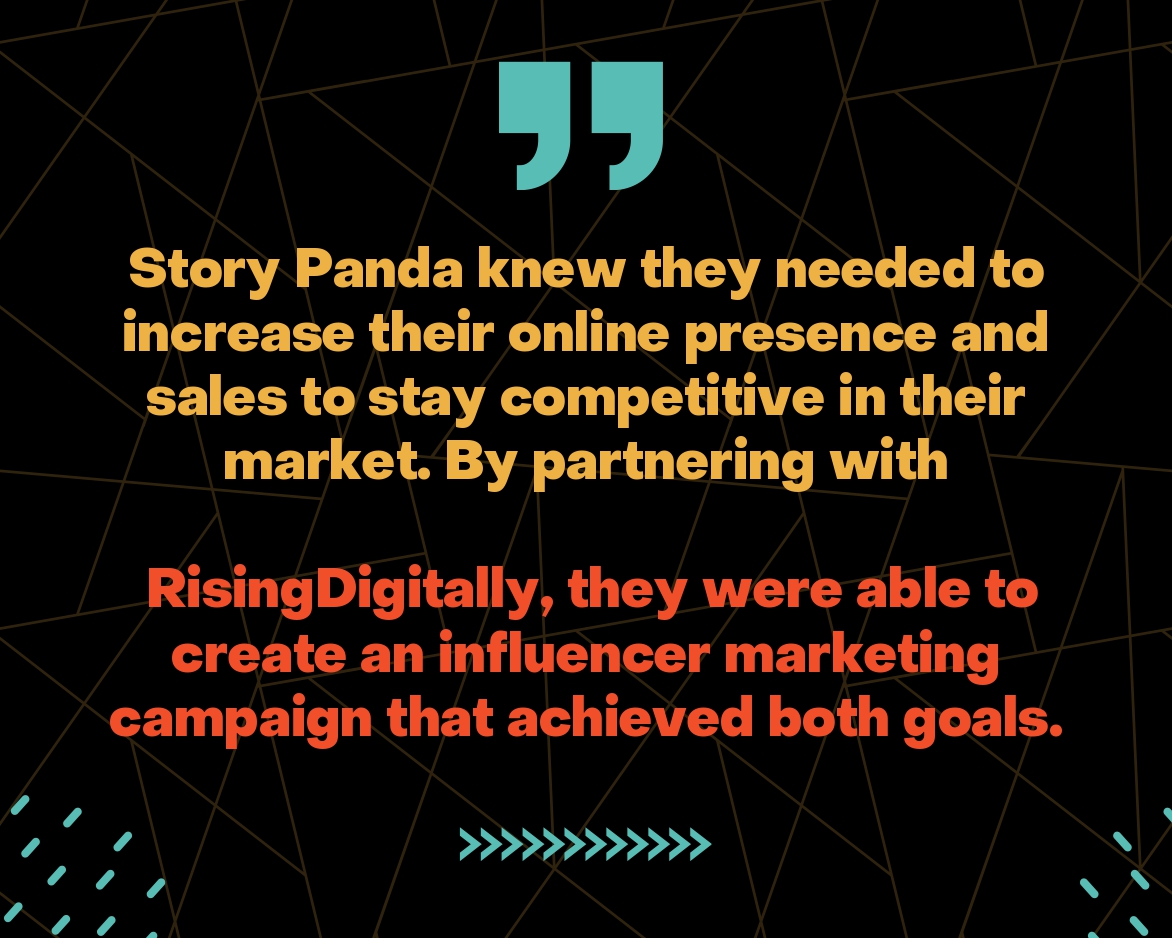 Story Panda knew they needed to
increase their online presence and
sales to stay competitive in their
market. By partnering with
RisingDigitally, they were able to
create an influencer marketing
campaign that achieved both goals.